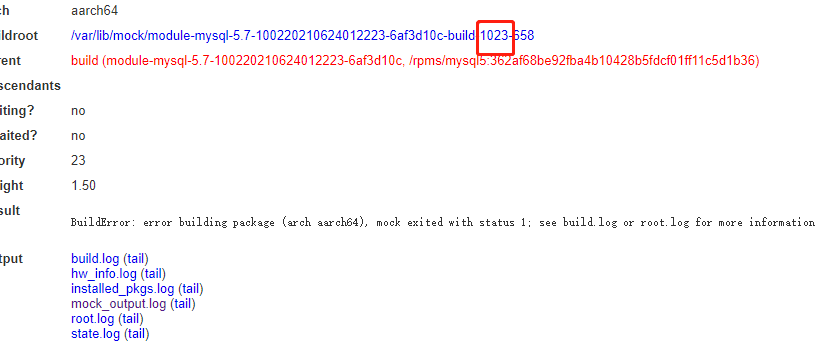 ch aarch64
ildroot /var/lib/mock/module-mysql-5.7-100220210624012223-6af3d10c-build-1023-658
rent build (module-mysql-5.7-100220210624012223-6af3d10c, /rpms/mysql5:362af68be92fba4b10428b5fdcf01ff11c5d1b36)
scendants
iting? no
aited? no
ority 23
ight 1.50
sult BuildError: error building package (arch aarch64), mock exited with status 1; see build.log or root.log for more information
tput build.log (tail)
hw_info.log (tail)
installed_pkgs.log (tail)
mock_output.log (tail)
root.log (tail)
state.log (tail)